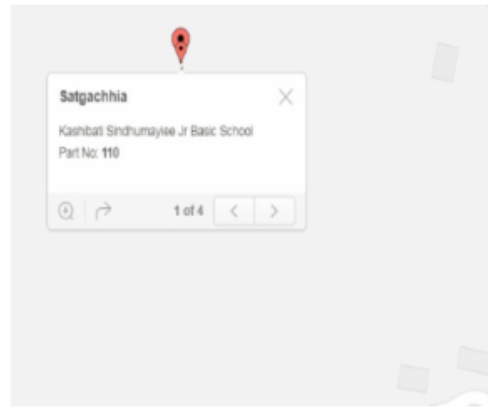 Satgachhia
Kashibati Sindhumayiee Jr Basic School
Part No: 110
1 of 4